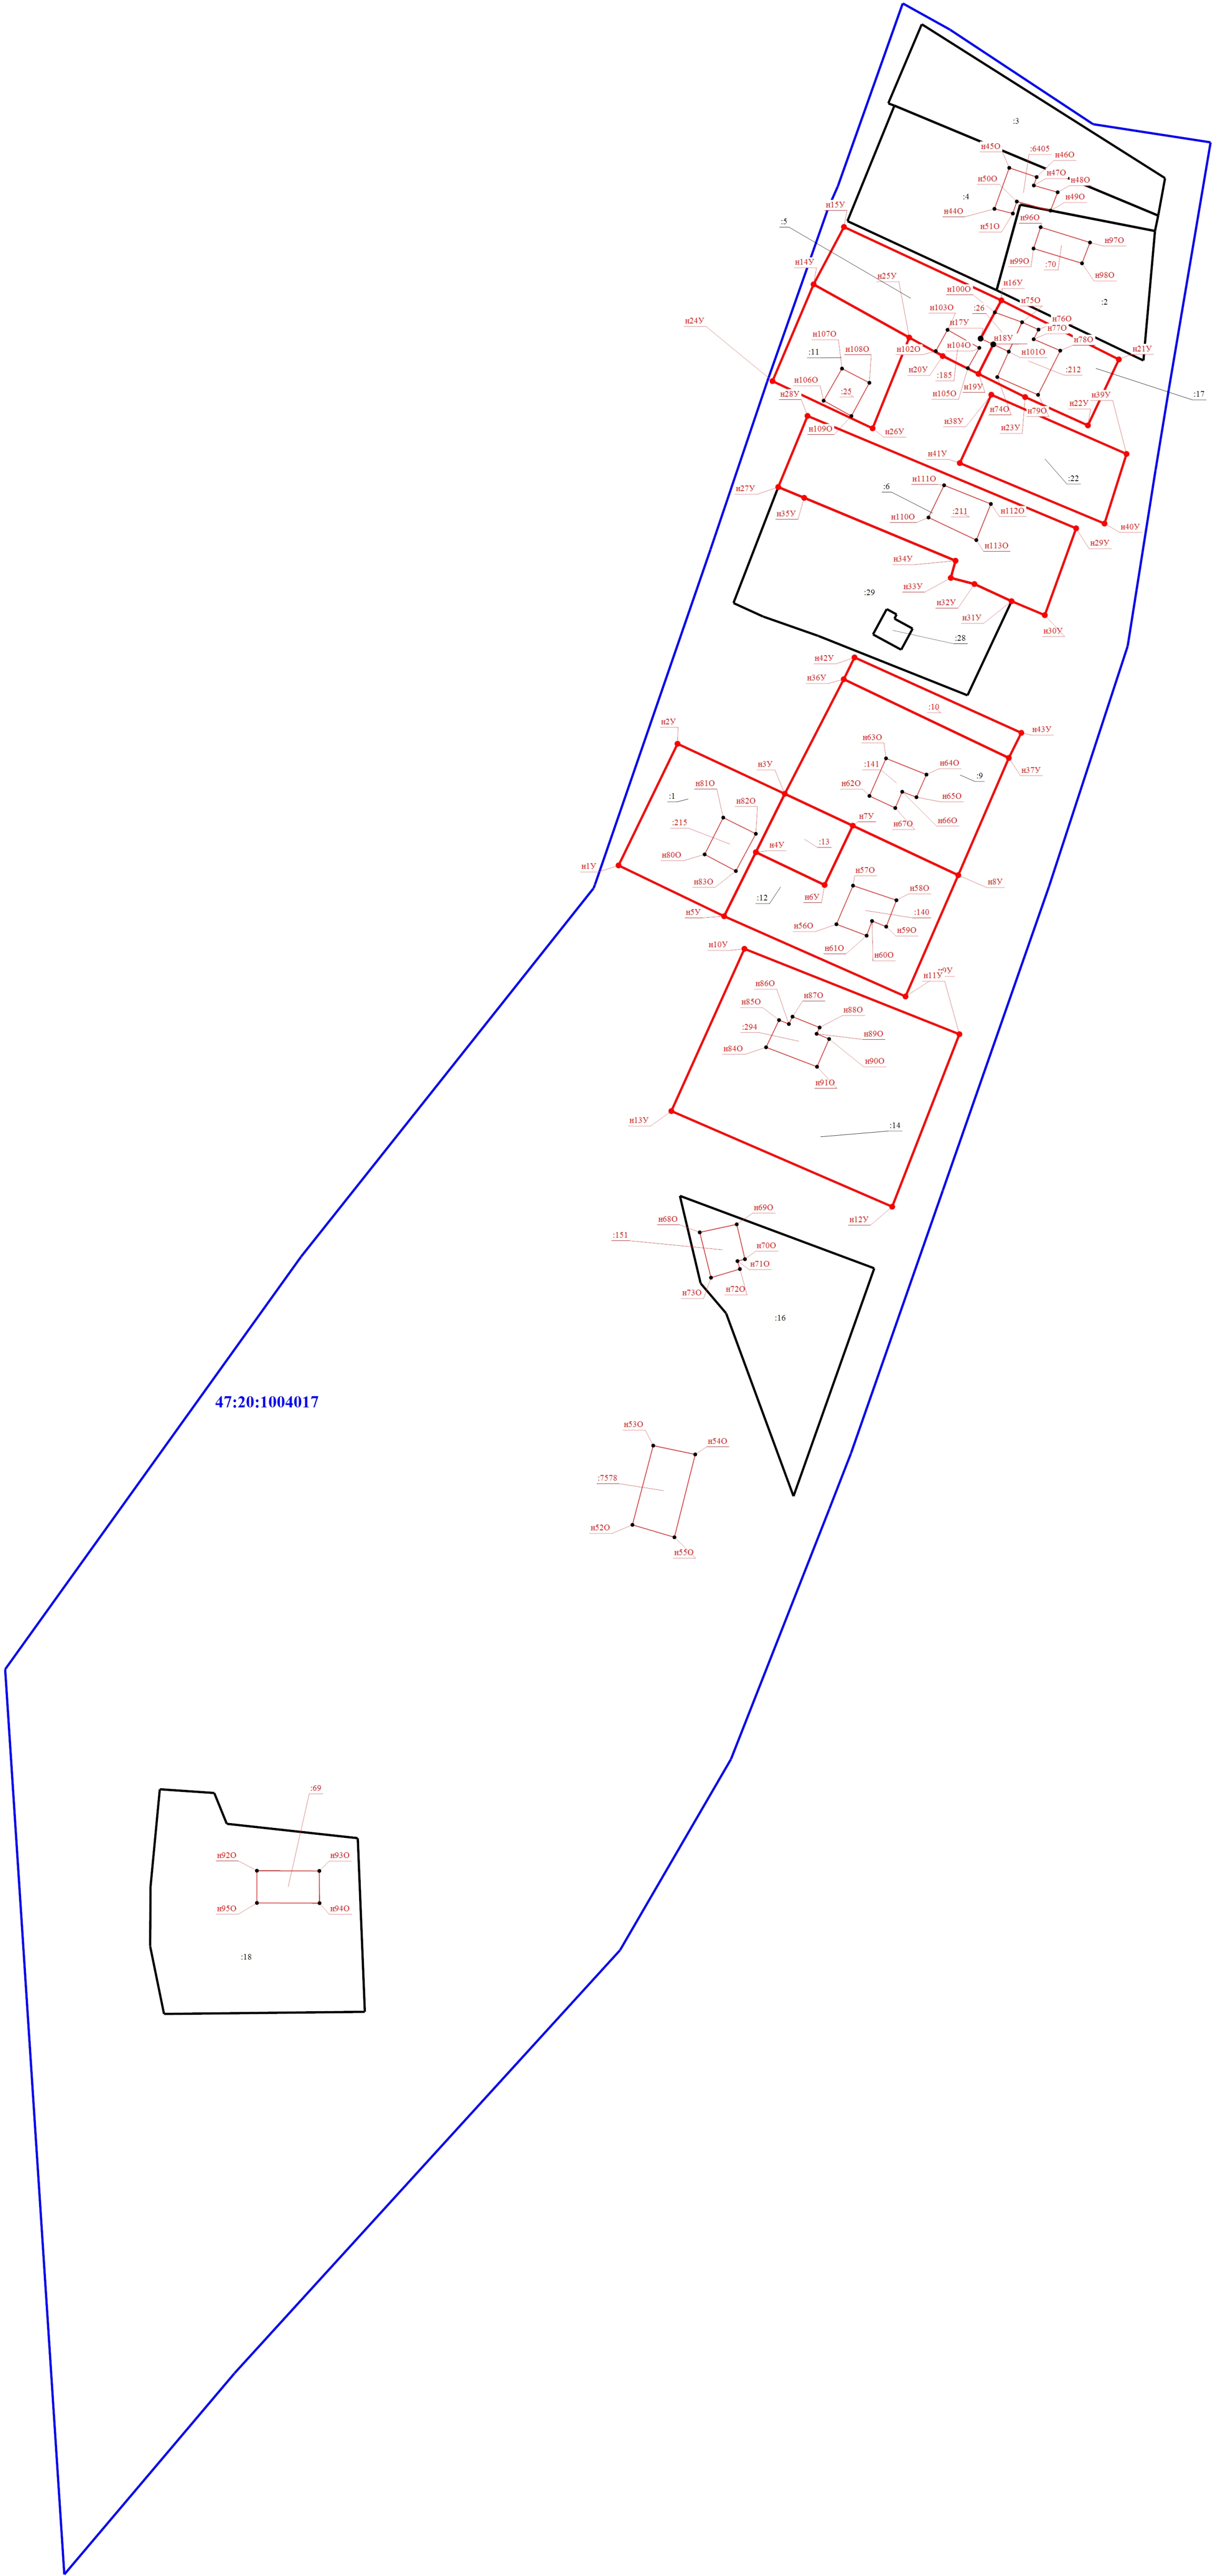 :3
н45О
:6405
н46О
н47О
н50О
н48О
:4
н49О
н15У
н44О
н96О
:5
н51О
н97О
н99О
:70
н98О
н14У
н25У
н16У
н100О
н75О
:2
:26
н103О
н76О
н24У
н17У
н77О
н107О
н18У
н78О
н102О
н104О
н101О
:11
н108О
н21У
н20У
:212
:185
н106О
:25
н105О
н19У
н28У
н74О
н22У
н39У
:17
н38У
н79О
н109О
н26У
н23У
н41У
:22
н27У
:6
н111О
н35У
н112О
:211
н110О
н40У
н29У
н113О
н34У
н33У
:29
н32У
н31У
н30У
:28
н42У
н36У
:10
н2У
н43У
н63О
н3У
:141
н64О
:9
н37У
н81О
н62О
:1
н82О
н65О
н7У
н66О
:215
н67О
н4У
:13
н80О
н1У
н57О
н83О
н8У
н58О
:12
н6У
н5У
:140
н56О
н59О
н10У
н61О
н60О
н9У
н11У
н86О
н87О
н85О
н88О
:294
н89О
н84О
н90О
н91О
н13У
:14
н69О
н68О
н12У
:151
н70О
н71О
н73О
н72О
:16
47:20:1004017
н53О
н54О
:7578
н52О
н55О
:69
н92О
н93О
н95О
н94О
:18